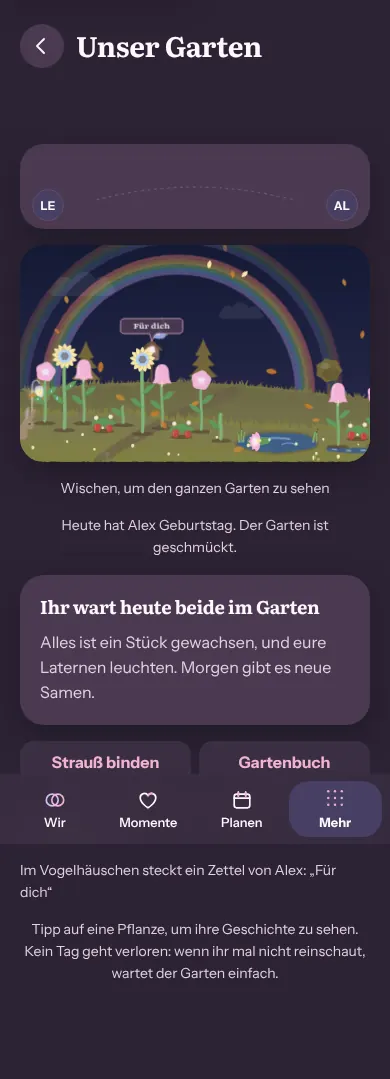 Unser Garten
LE
AL
Für dich
Wischen, um den ganzen Garten zu sehen
Heute hat Alex Geburtstag. Der Garten ist
geschmückt.
Ihr wart heute beide im Garten
Alles ist ein Stück gewachsen, und eure
Laternen leuchten. Morgen gibt es neue
Samen.
Strauß binden
Gartenbuch
Wir
Momente
Planen
Mehr
Im Vogelhäuschen steckt ein Zettel von Alex: „Für
dich“
Tipp auf eine Pflanze, um ihre Geschichte zu sehen.
Kein Tag geht verloren: wenn ihr mal nicht reinschaut,
wartet der Garten einfach.